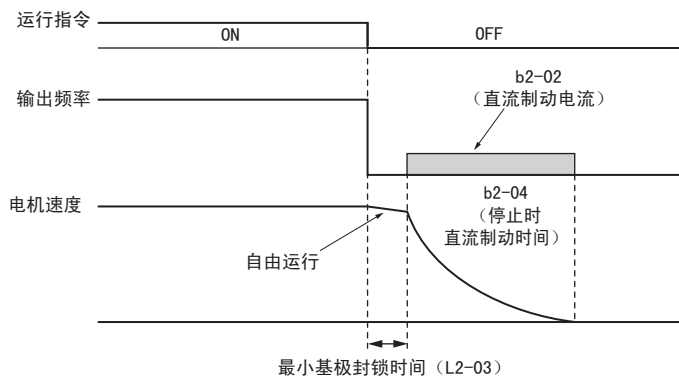 运行指令
ON
OFF
b2-02
（直流制动电流）
输出频率
电机速度
b2-04
（停止时
直流制动时间）
自由运行
最小基极封锁时间（L2-03）